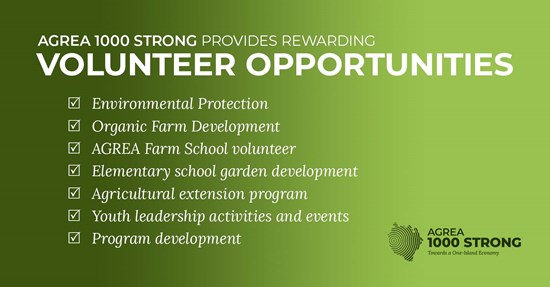 AGREA 1000 STRONG PROVIDES REWARDING
VOLUNTEER OPPORTUNITIES
Environmental Protection
Organic Farm Development
AGREA Farm School volunteer
Elementary school garden development
Agricultural extension program
Youth leadership activities and events
Program development
AGREA
1000 STRONG
Towards a One-Island Economy